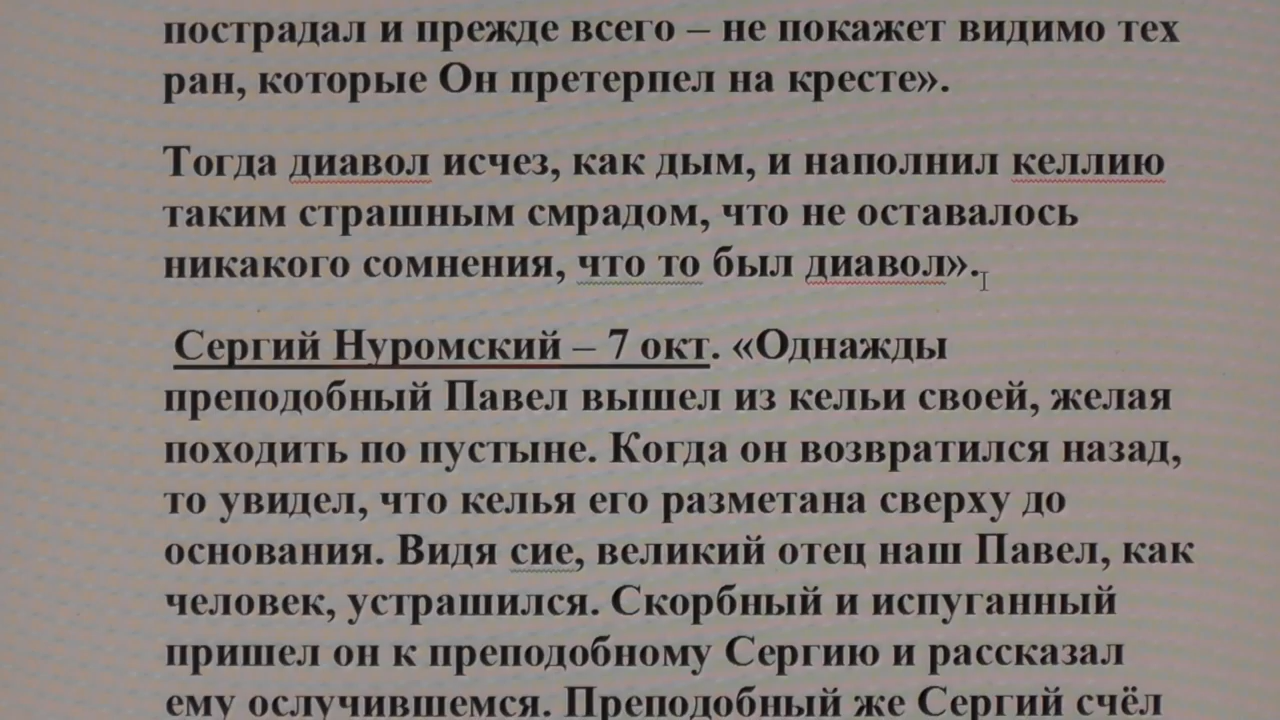 пострадал и прежде всего – не покажет видимо тех
ран, которые Он претерпел на кресте».
Тогда диавол исчез, как дым, и наполнил келлию
таким страшным смрадом, что не оставалось
никакого сомнения, что то был диавол».
Сергий Нуромский – 7 окт. «Однажды
преподобный Павел вышел из кельи своей, желая
походить по пустыне. Когда он возвратился назад,
то увидел, что келья его разметана сверху до
основания. Видя сие, великий отец наш Павел, как
человек, устрашился. Скорбный и испуганный
пришел он к преподобному Сергию и рассказал
ему ослучившемся. Преподобный же Сергий счёл